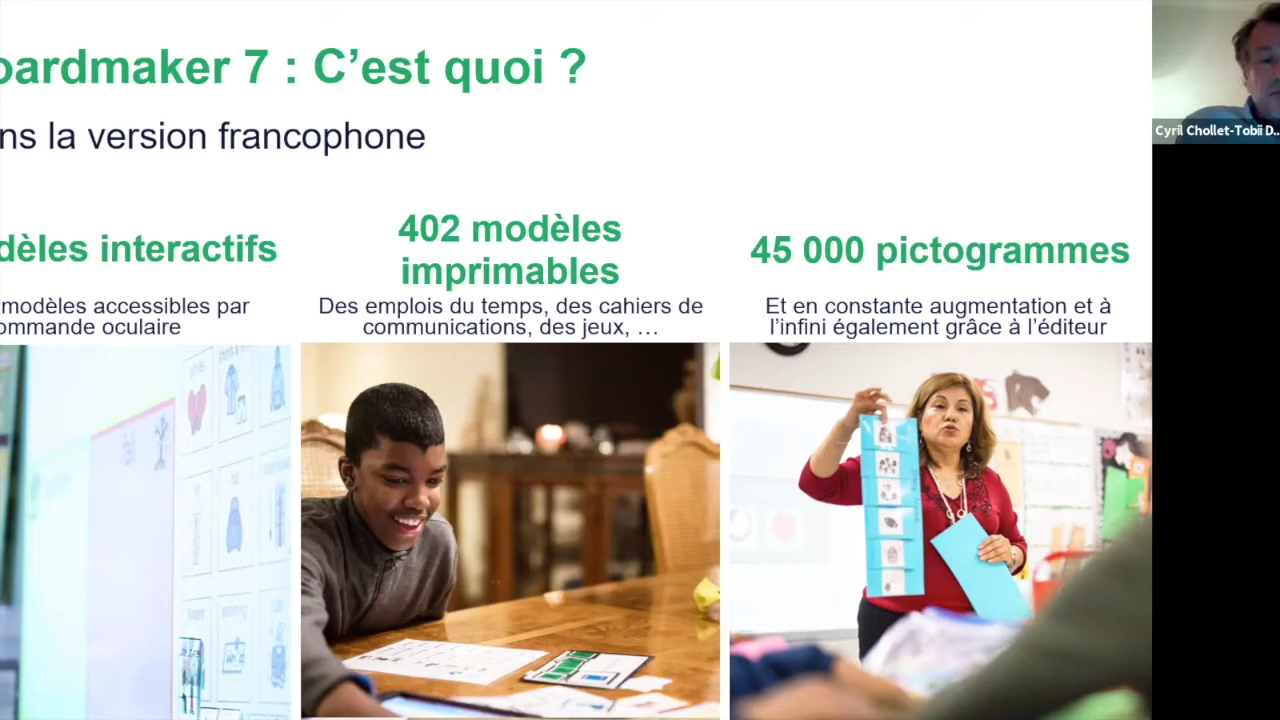 oardmaker 7 : C’est quoi ?
ns la version francophone
dèles interactifs
modèles accessibles par
ommande oculaire
402 modèles
imprimables
Des emplois du temps, des cahiers de
communications, des jeux, …
45 000 pictogrammes
Et en constante augmentation et à
l’infini également grâce à l’éditeur
Cyril Chollet-Tobii D...